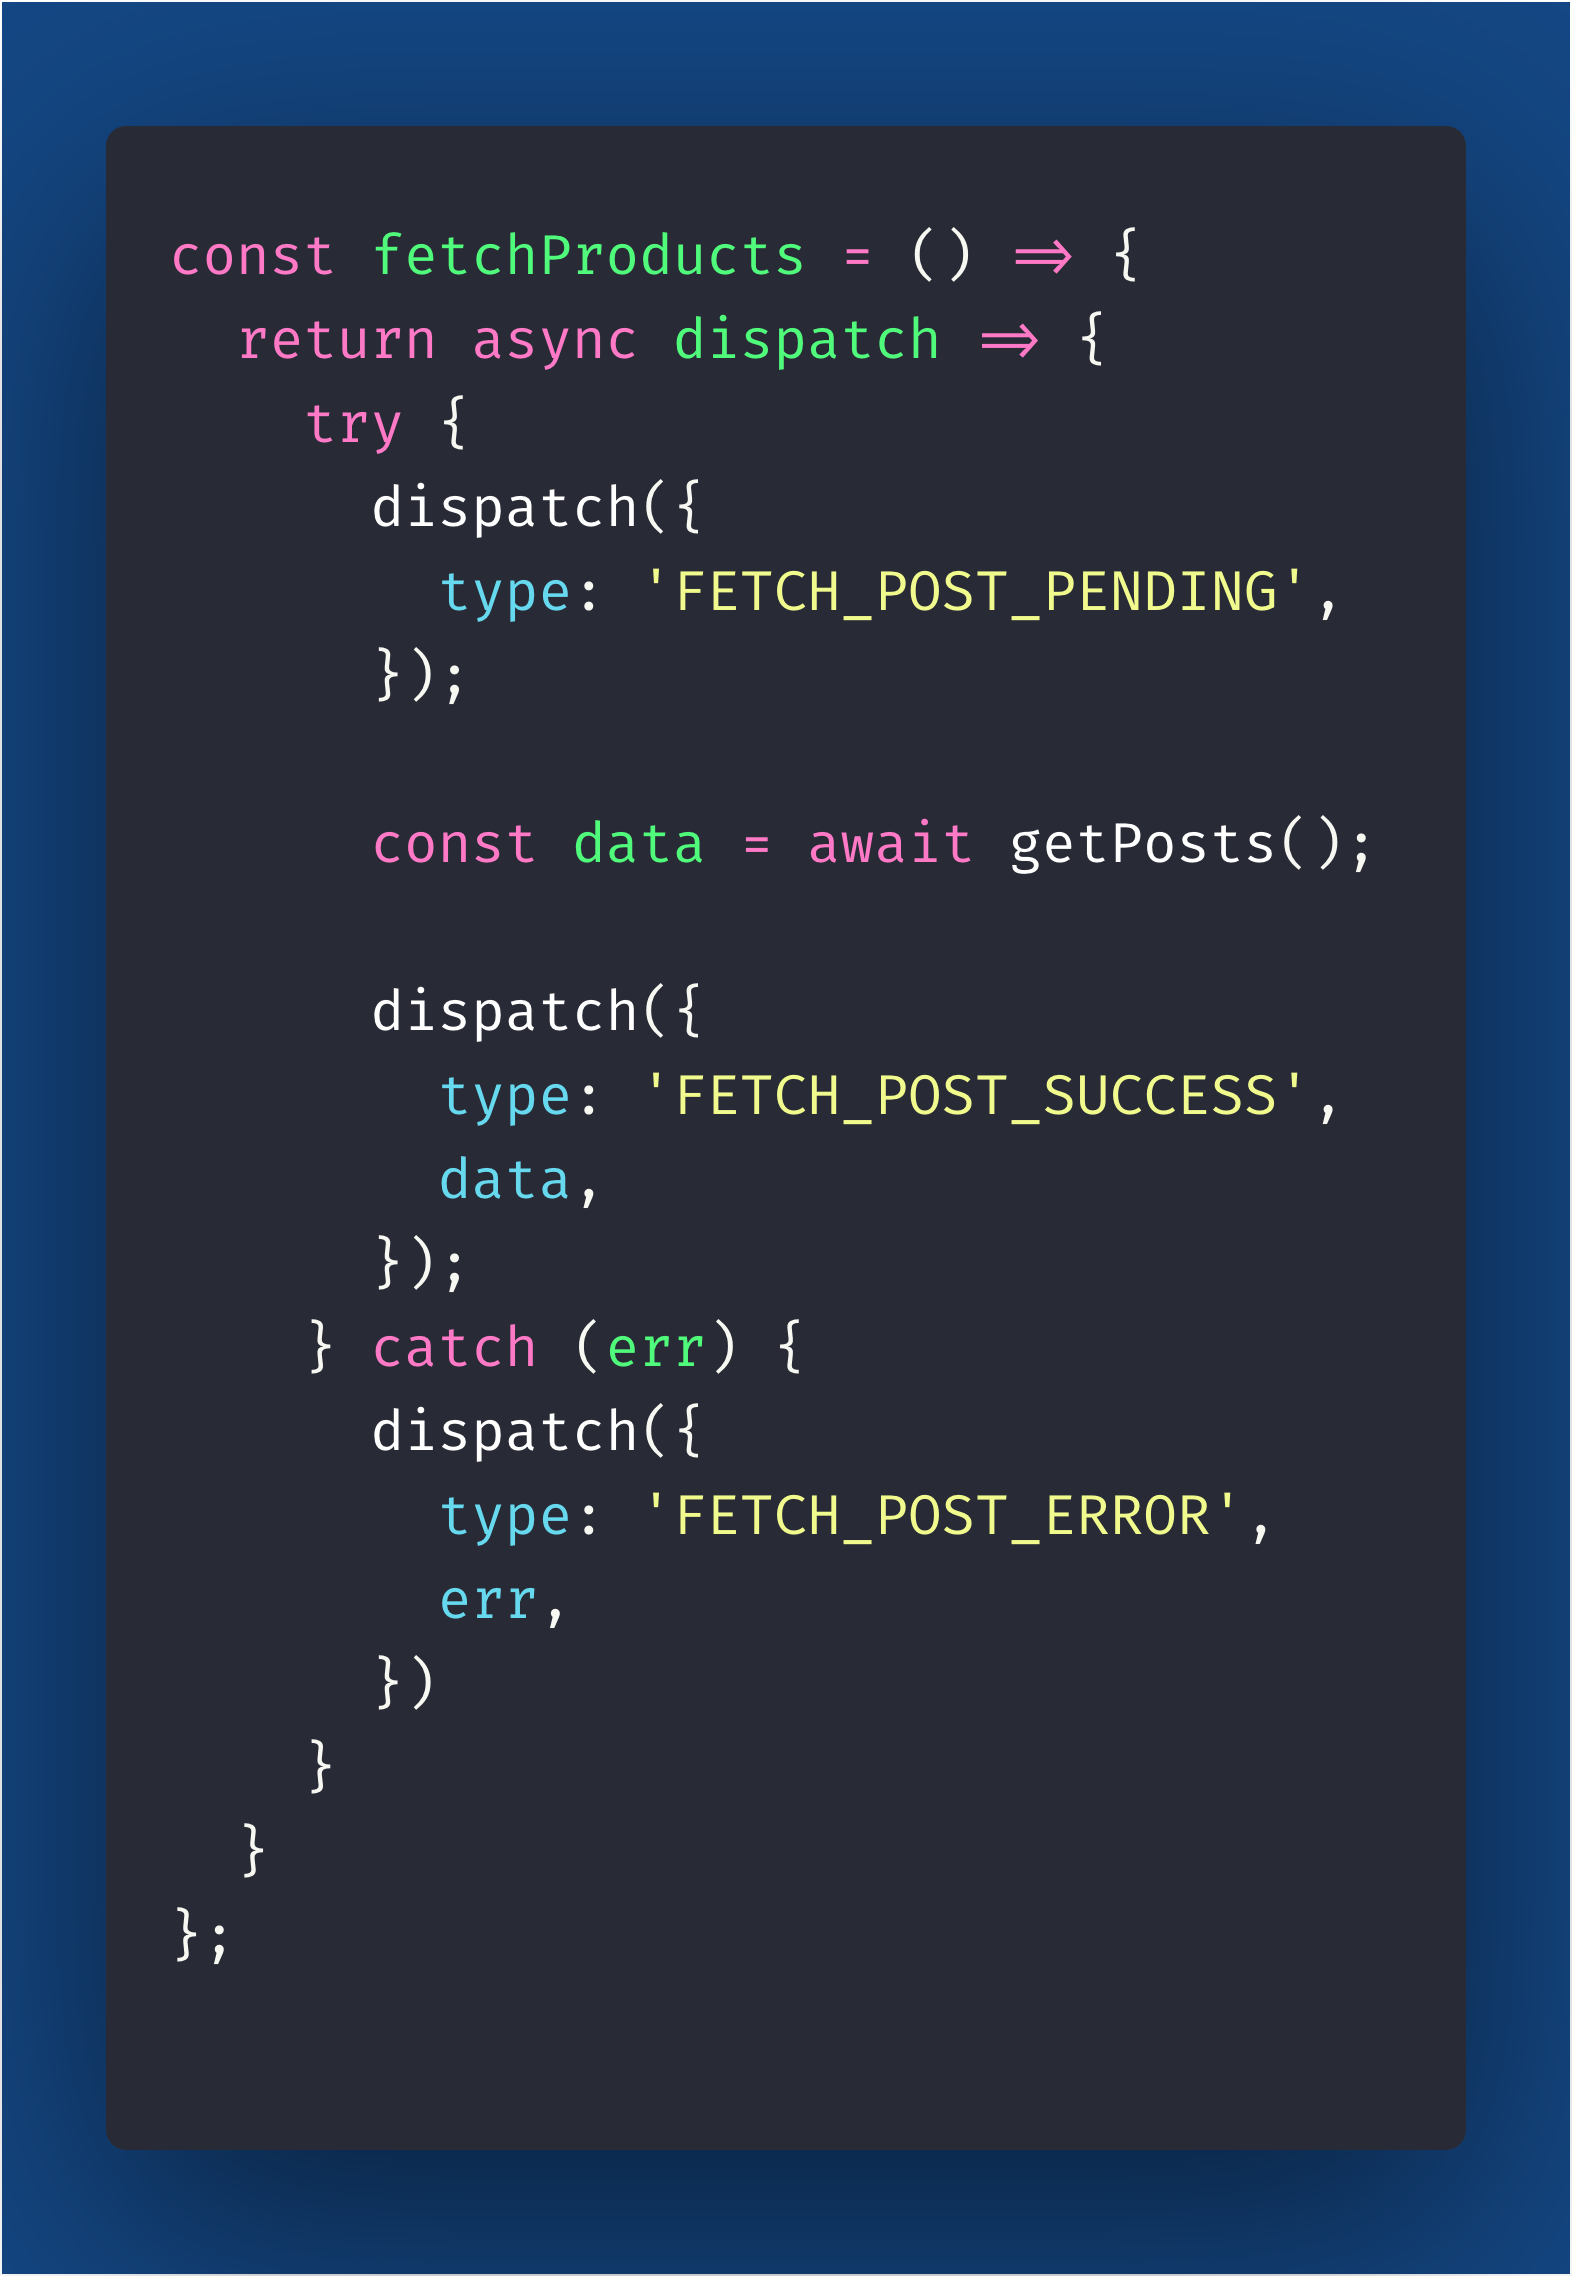 const fetchProducts = () => {
  return async dispatch => {
    try {
      dispatch({
        type: 'FETCH_POST_PENDING',
      });

      const data = await getPosts();

      dispatch({
        type: 'FETCH_POST_SUCCESS',
        data,
      });
    } catch (err) {
      dispatch({
        type: 'FETCH_POST_ERROR',
        err,
      })
    }
  }
};